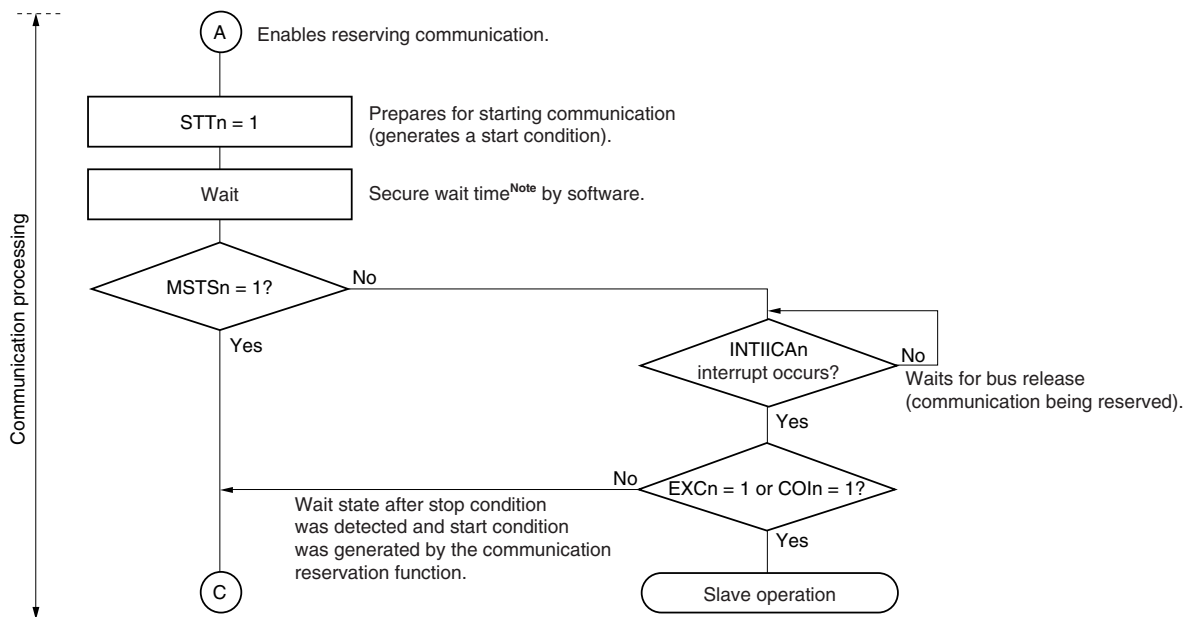 A
Enables reserving communication.
STTn = 1
Prepares for starting communication
(generates a start condition).
Wait
Secure wait timeNote by software.
MSTSn = 1?
No
Yes
INTIICAn
interrupt occurs?
No
Waits for bus release
(communication being reserved).
Yes
EXCn = 1 or COIn = 1?
No
Wait state after stop condition
was detected and start condition
was generated by the communication
reservation function.
Yes
C
Slave operation
Communication processing